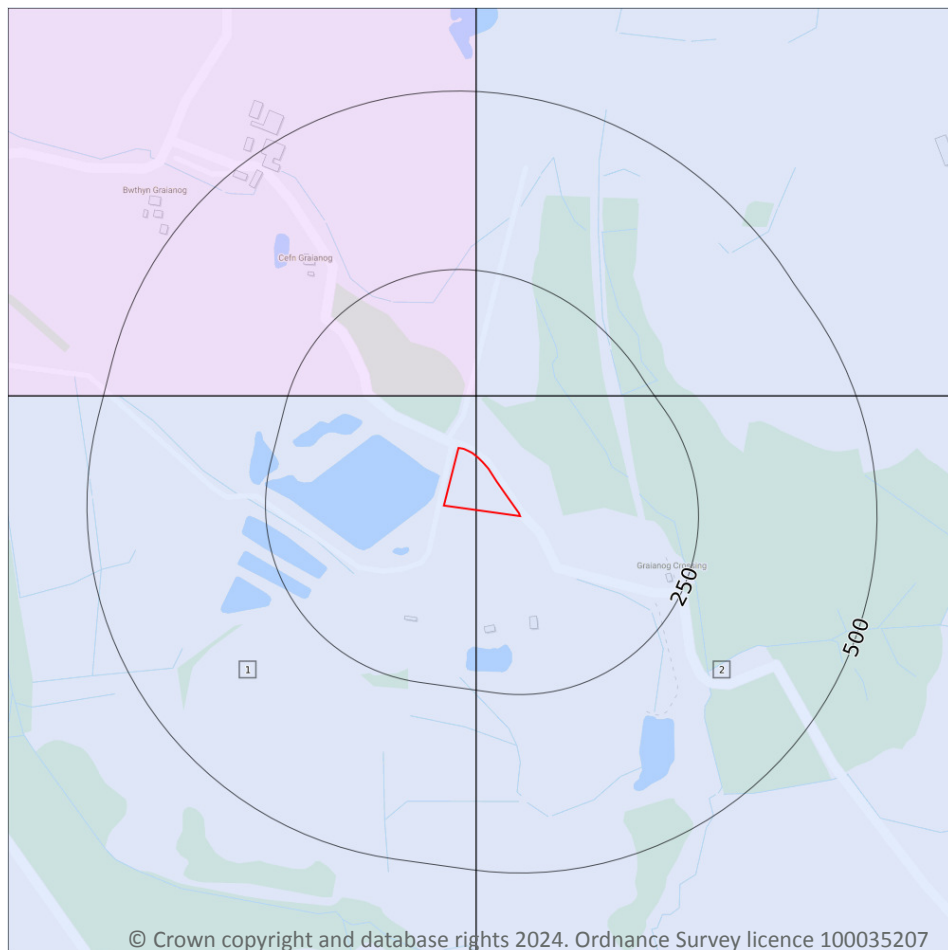 Bwthyn Graianog
Cefn Graianog
Graianog Crossing
250
500
1
2
© Crown copyright and database rights 2024. Ordnance Survey licence 100035207